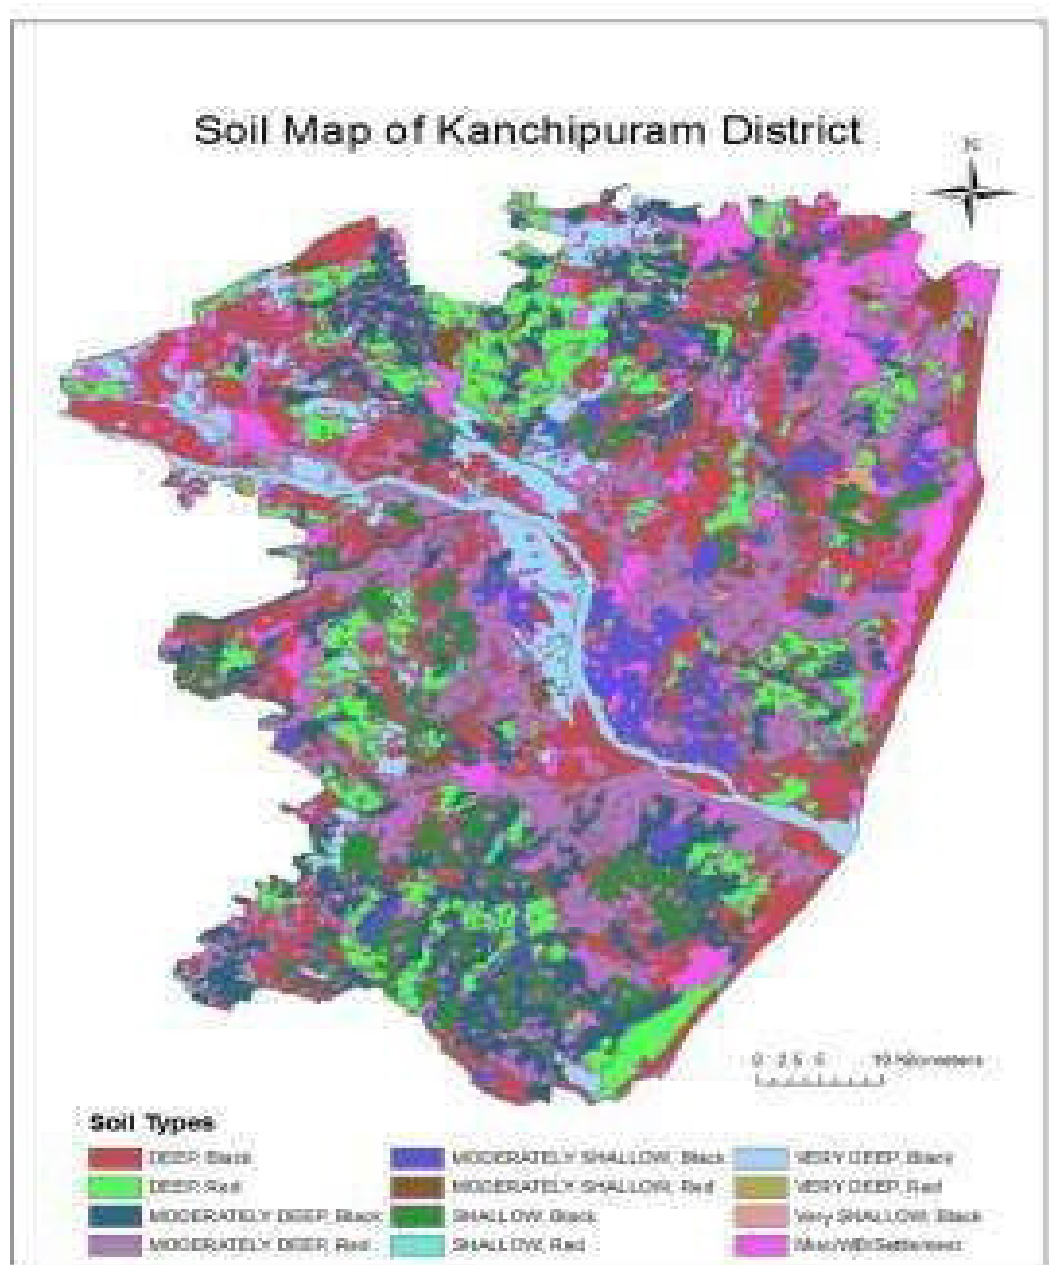 Soil Map of Kanchipuram District
N
0 2.5 5 10 Kilometers
Soil Types
DEEP, Black
DEEP, Red
MODERATELY DEEP, Black
MODERATELY DEEP, Red
MODERATELY SHALLOW, Black
MODERATELY SHALLOW, Red
SHALLOW, Black
SHALLOW, Red
VERY DEEP, Black
VERY DEEP, Red
Very SHALLOW, Black